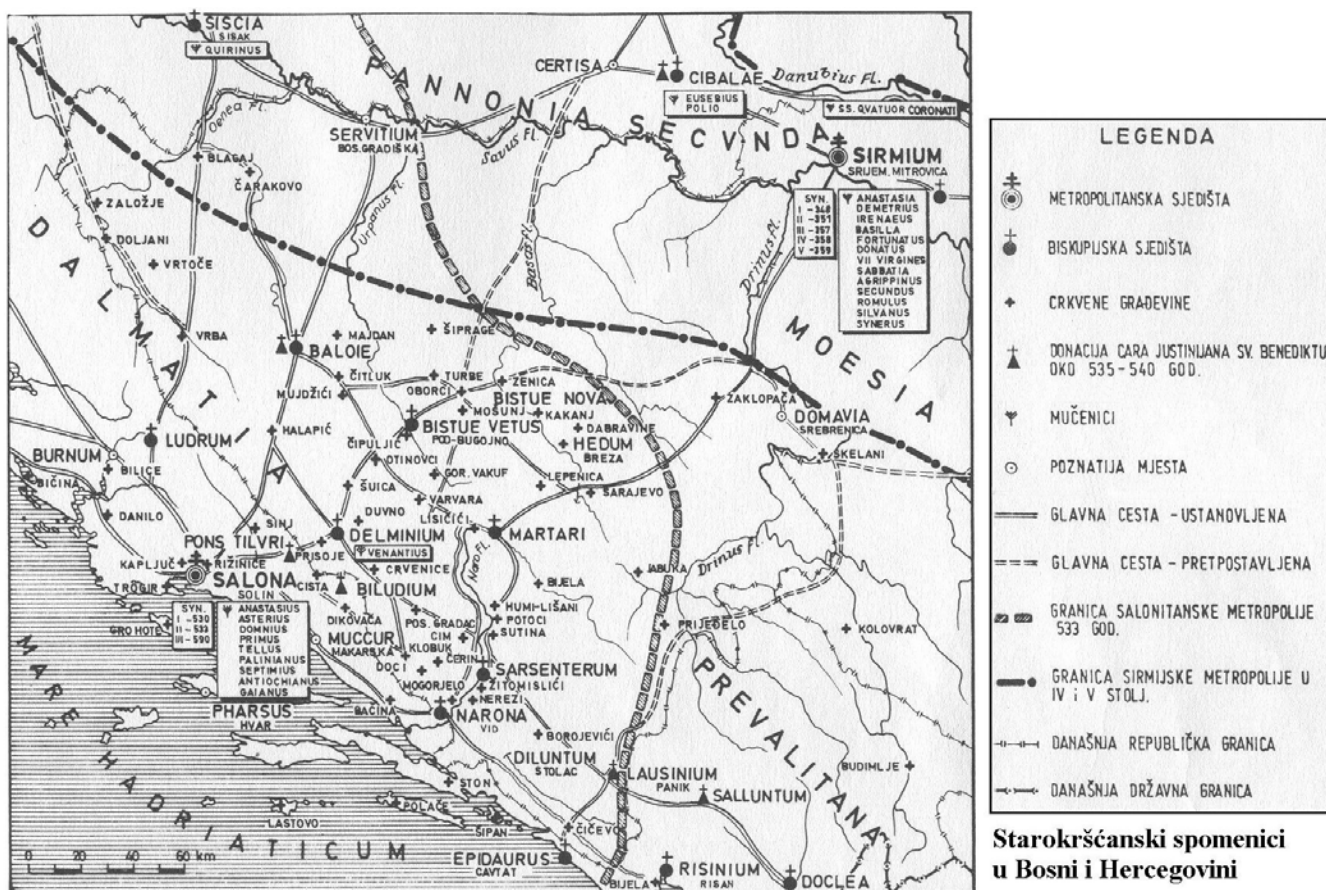 SISCIA
SISAK
QUIRINUS
PANNONIA SECVNDA
CERTISA
CIBALAE
EUSEBIUS
POLIO
Danubius Fl.
SS. QVATUOR CORONATI
Oenea Fl.
SERVITIUM
BOS. GRADIŠKA
Savus Fl.
SIRMIUM
SRIJEM. MITROVICA
BLAGAJ
ČARAKOVO
Urpanus Fl.
Basas Fl.
Drinus Fl.
SYN.
I -348
II -351
III -357
IV -358
V -359
ANASTASIA
DEMETRIUS
IRENAEUS
BASILLA
FORTUNATUS
DONATUS
VII VIRGINES
SABBATIA
AGRIPPINUS
SECUNDUS
ROMULUS
SILVANUS
SYNERUS
ZALOŽJE
DOLJANI
VRTOČE
DALMATIA
VRBA
MAJDAN
ŠIPRAGE
MOESIA
BALOIE
ČITLUK
TURBE
OBORCI
ZENICA
MUJDŽIĆI
BISTUE NOVA
MOŠUNJ
KAKANJ
ŽAKLOPAČA
DOMAVIA
SREBRENICA
BISTUE VETUS
POD-BUGOJNO
DABRAVINE
HALAPIĆ
LUDRUM
ČIPULJIĆ
HEDUM
BREZA
SKELANI
BURNUM
BILICE
OTINOVCI
GOR. VAKUF
LEPENICA
SARAJEVO
BIČINA
ŠUICA
VARVARA
DANILO
SINJ
DUVNO
LISIČIĆI
PONS TILVRI
DELMINIUM
MARTARI
PRISOJE
VENANTIUS
KAPLJUČ
RIŽINICE
Nar. Fl.
Drinus Fl.
SALONA
SOLIN
CISTA
CRVENICE
BIJELA
JABUKA
TROGIR
BILUDIUM
SYN.
I -530
II -533
III -590
ANASTASIUS
ASTERIUS
DOMNIUS
PRIMUS
TELLUS
PALINIANUS
SEPTIMIUS
ANTIOCHIANUS
GAIANUS
DIKOVAČA
HUMI-LIŠANI
GROHOTE
POS. GRADAC
POTOCI
PRIJEDELO
KOLOVRAT
MUCCUR
MAKARSKA
CIM
SUTINA
KLOBUK
DOCI
ČERIN
SARSENTERUM
PREVALITANA
MOGORJELO
ŽITOMISLIĆI
NEREZI
PHARSUS
HVAR
BAĆINA
NARONA
VID
BOROJEVIĆI
DILUNTUM
STOLAC
BUDIMLJE
LAUSINIUM
PANIK
STON
SALLUNTUM
MARE HADRIATICUM
LASTOVO
POLAČE
ŠIPAN
ČIČEVO
0 20 40 60
km
EPIDAURUS
CAVTAT
RISINIUM
RISAN
BIJELA
DOCLEA
LEGENDA
METROPOLITANSKA SJEDIŠTA
BISKUPIJSKA SJEDIŠTA
CRKVENE GRAĐEVINE
DONACIJA CARA JUSTINIJANA SV. BENEDIKTU
OKO 535-540 GOD.
MUČENICI
POZNATIJA MJESTA
GLAVNA CESTA - USTANOVLJENA
GLAVNA CESTA - PRETPOSTAVLJENA
GRANICA SALONITANSKE METROPOLIJE
533 GOD.
GRANICA SIRMIJSKE METROPOLIJE U
IV i V STOLJ.
DANAŠNJA REPUBLIČKA GRANICA
DANAŠNJA DRŽAVNA GRANICA
Starokršćanski spomenici
u Bosni i Hercegovini